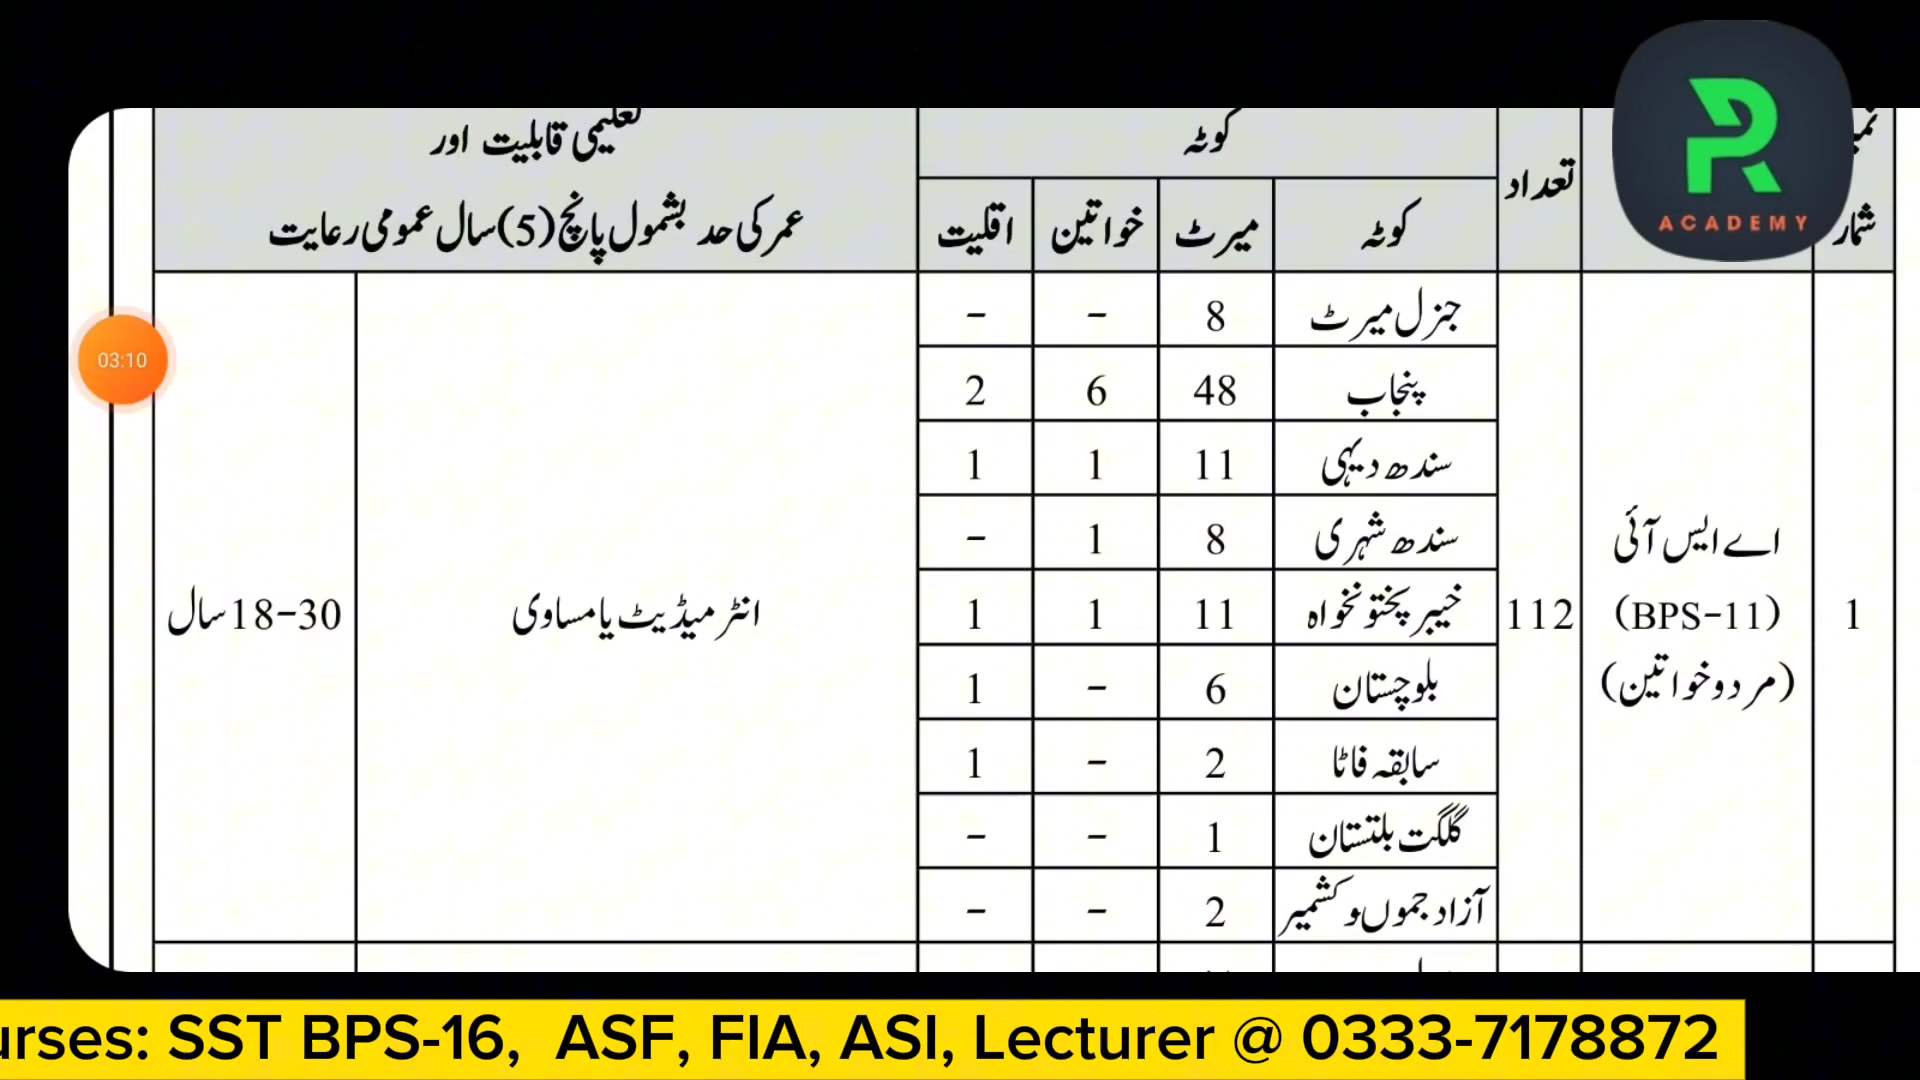 ACADEMY
شمار
تعداد
کوٹہ
تعلیمی قابلیت اور
عمر کی حد بشمول پانچ (5) سال عمومی رعایت
کوٹہ میرٹ خواتین اقلیت
1
اے ایس آئی
(BPS-11)
(مرد و خواتین)
112
جنرل میرٹ 8 - -
پنجاب 48 6 2
سندھ دیہی 11 1 1
سندھ شہری 8 1 -
خیبر پختونخواہ 11 1 1
بلوچستان 6 - 1
سابقہ فاٹا 2 - 1
گلگت بلتستان 1 - -
آزاد جموں و کشمیر 2 - -
انٹرمیڈیٹ یا مساوی
18-30 سال
03:10
urses: SST BPS-16, ASF, FIA, ASI, Lecturer @ 0333-7178872